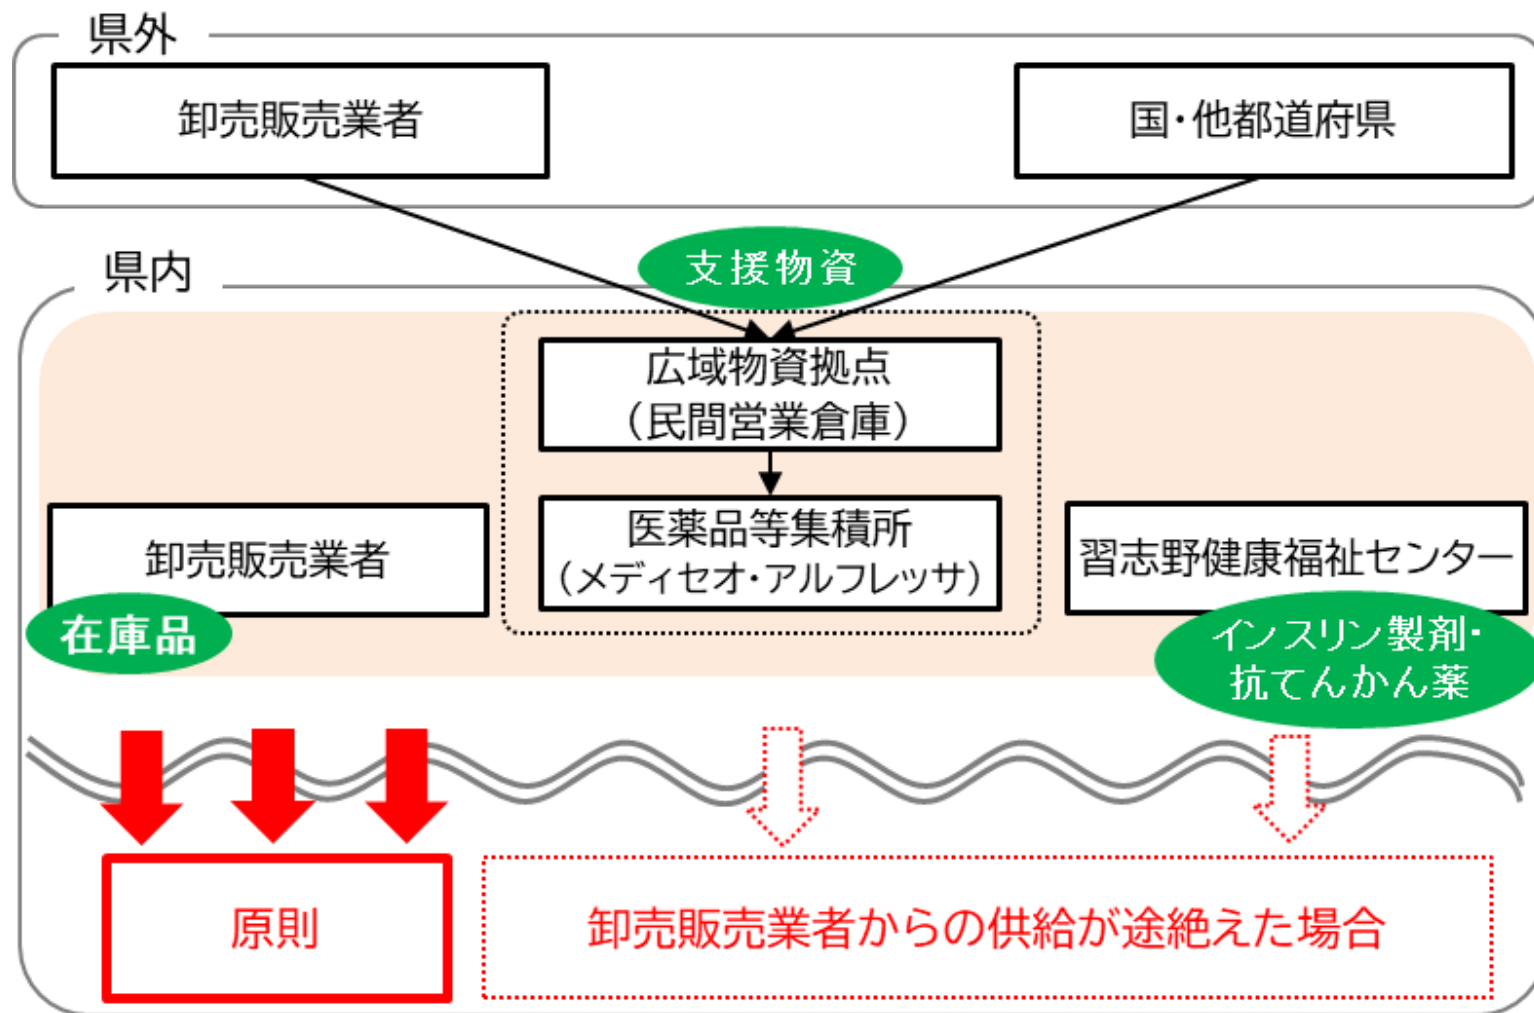 県外
卸売販売業者
国・他都道府県
支援物資
県内
広域物資拠点
（民間営業倉庫）
卸売販売業者
在庫品
医薬品等集積所
（メディセオ・アルフレッサ）
習志野健康福祉センター
インスリン製剤・
抗てんかん薬
原則
卸売販売業者からの供給が途絶えた場合